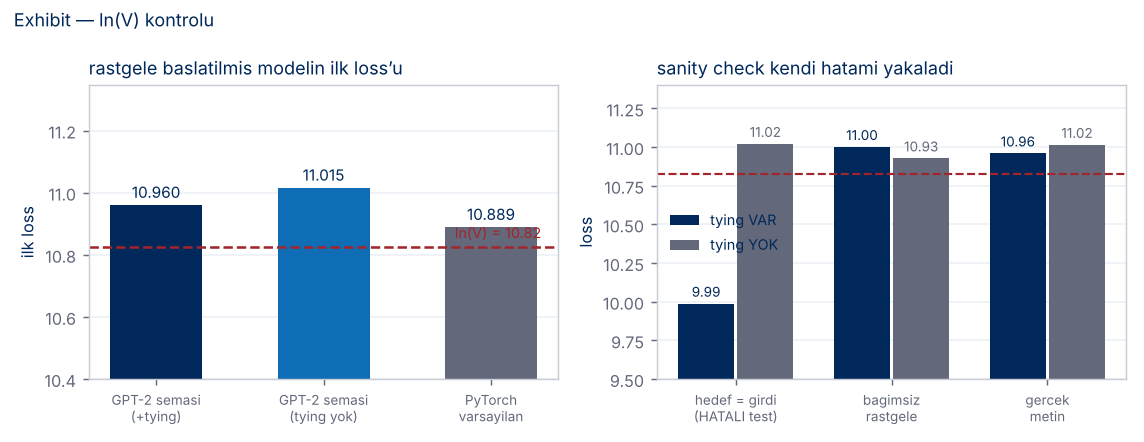 Exhibit — ln(V) kontrolu
rastgele baslatilmis modelin ilk loss’u
ilk loss
11.2
11.0
10.8
10.6
10.4
10.960
11.015
10.889
ln(V) = 10.82
GPT-2 semasi
(+tying)
GPT-2 semasi
(tying yok)
PyTorch
varsayilan
sanity check kendi hatami yakaladi
loss
11.25
11.00
10.75
10.50
10.25
10.00
9.75
9.50
9.99
11.02
11.00
10.93
10.96
11.02
tying VAR
tying YOK
hedef = girdi
(HATALI test)
bagimsiz
rastgele
gercek
metin